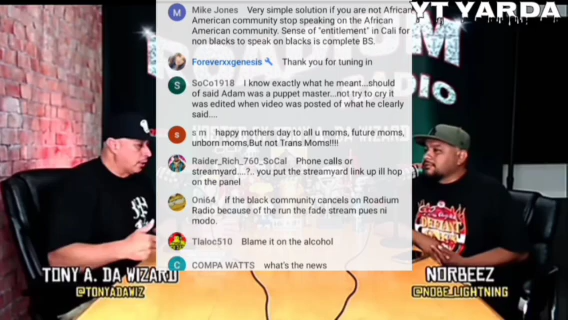 YT YARDA
M Mike Jones Very simple solution if you are not African
American community stop speaking on the African
American community. Sense of "entitlement" in Cali for
non blacks to speak on blacks is complete BS.
Foreverxxgenesis Thank you for tuning in
S SoCo1918 I know exactly what he meant...should
of said Adam was a puppet master...not try to cry it
was edited when video was posted of what he clearly
said....
s s m happy mothers day to all u moms, future moms,
unborn moms,But not Trans Moms!!!!
Raider_Rich_760_SoCal Phone calls or
streamyard....?.. you put the streamyard link up ill hop
on the panel
Oni64 if the black community cancels on Roadium
Radio because of the run the fade stream pues ni
modo.
Tlaloc510 Blame it on the alcohol
C COMPA WATTS what's the news
TONY A. DA WIZARD
@TONYADAWIZ
NORBEEZ
@NOBE_LIGHTNING